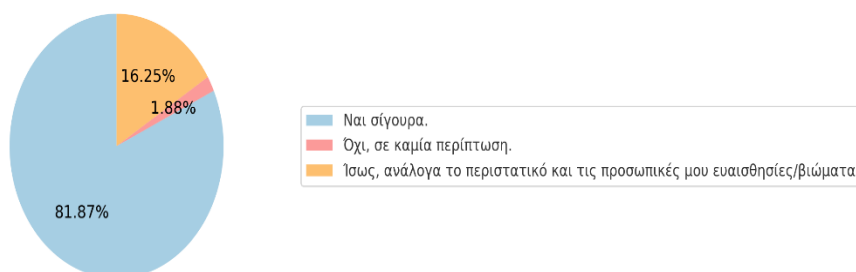 16.25%
1.88%
81.87%
Ναι σίγουρα.
Όχι, σε καμία περίπτωση.
Ίσως, ανάλογα το περιστατικό και τις προσωπικές μου ευαισθησίες/βιώματα